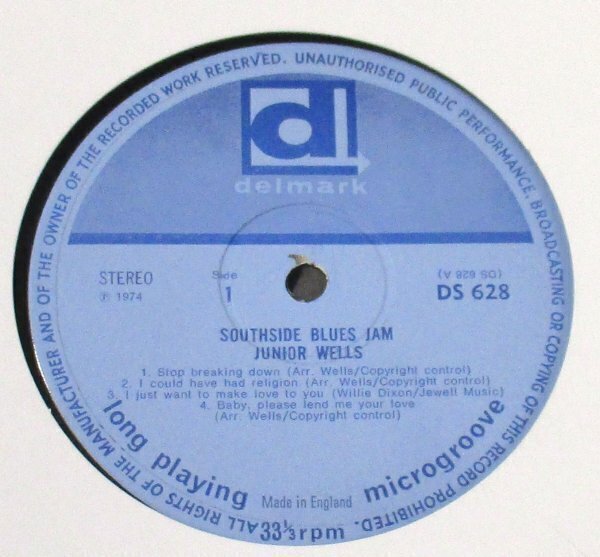 ALL RIGHTS OF THE MANUFACTURER AND OF THE OWNER OF THE RECORDED WORK RESERVED. UNAUTHORISED PUBLIC PERFORMANCE, BROADCASTING OR COPYING OF THIS RECORD PROHIBITED.
d
delmark
STEREO
℗ 1974
Side
1
(DS 628 A)
DS 628
SOUTHSIDE BLUES JAM
JUNIOR WELLS
1. Stop breaking down (Arr. Wells/Copyright control)
2. I could have had religion (Arr. Wells/Copyright control)
3. I just want to make love to you (Willie Dixon/Jewell Music)
4. Baby, please lend me your love
(Arr. Wells/Copyright control)
long playing microgroove
Made in England
33⅓ rpm